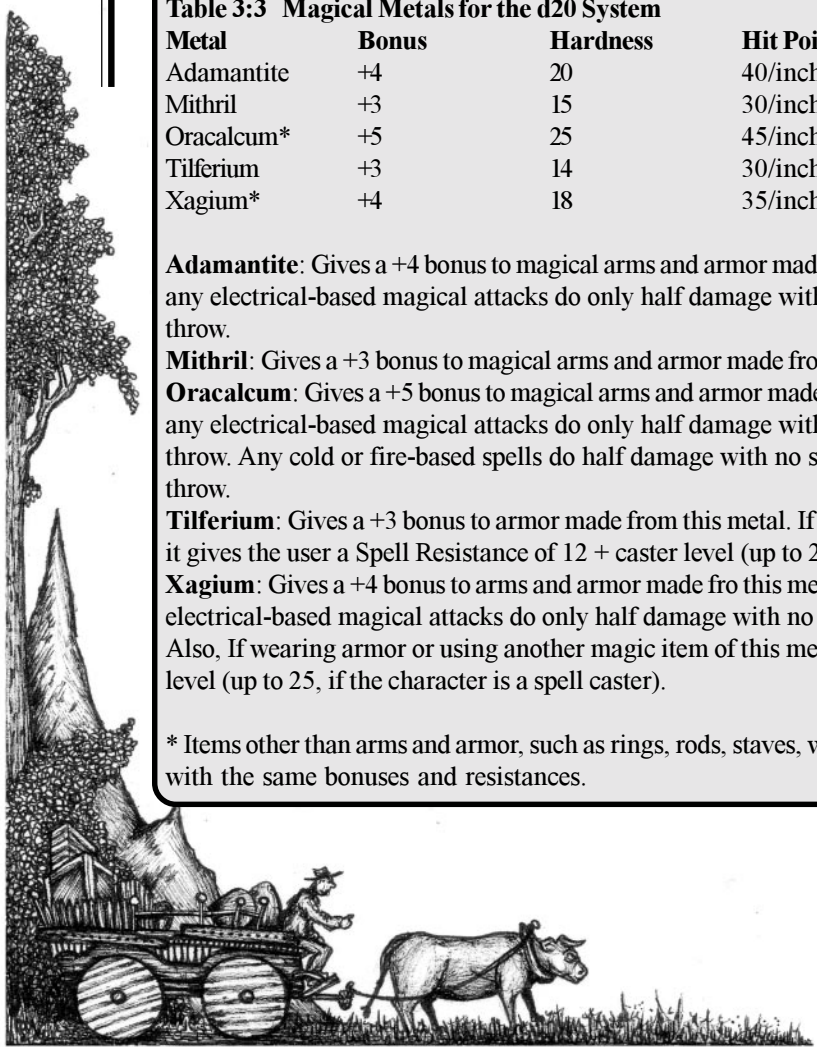 Table 3:3 Magical Metals for the d20 System
Metal Bonus Hardness
Adamantite +4 20 40/inch
Mithril +3 15 30/inch
Oracalcum* +5 25 45/inch
Tilferium +3 14 30/inch
Xagium* +4 18 35/inch
Adamantite: Gives a +4 bonus to magical arms and armor
any electrical-based magical attacks do only half damage
throw.
Mithril: Gives a +3 bonus to magical arms and armor made
Oracalcum: Gives a +5 bonus to magical arms and armor
any electrical-based magical attacks do only half damage
throw. Any cold or fire-based spells do half damage with no
throw.
Tilferium: Gives a +3 bonus to armor made from this metal. If
it gives the user a Spell Resistance of 12 + caster level (up to
Xagium: Gives a +4 bonus to arms and armor made fro this
electrical-based magical attacks do only half damage with no
Also, If wearing armor or using another magic item of this
level (up to 25, if the character is a spell caster).
* Items other than arms and armor, such as rings, rods, staves,
with the same bonuses and resistances.